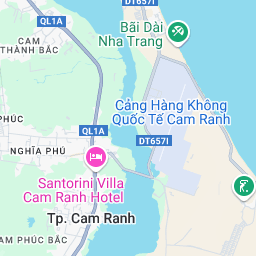 QL1A
CAM
THÀNH BẮC
Bãi Dài
Nha Trang
DT657I
PHÚC
NGHĨA PHÚ
QL1A
Cảng Hàng Không
Quốc Tế Cam Ranh
DT657I
Santorini Villa
Cam Ranh Hotel
Tp. Cam Ranh
CAM PHÚC BẮC